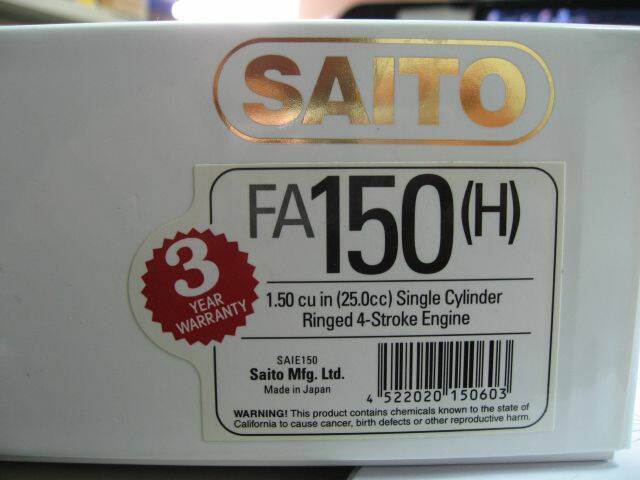 SAITO
FA150(H)
3
YEAR
WARRANTY
1.50 cu in (25.0cc) Single Cylinder
Ringed 4-Stroke Engine
SAIE150
Saito Mfg. Ltd.
Made in Japan
4 522020 150603
WARNING! This product contains chemicals known to the state of
California to cause cancer, birth defects or other reproductive harm.